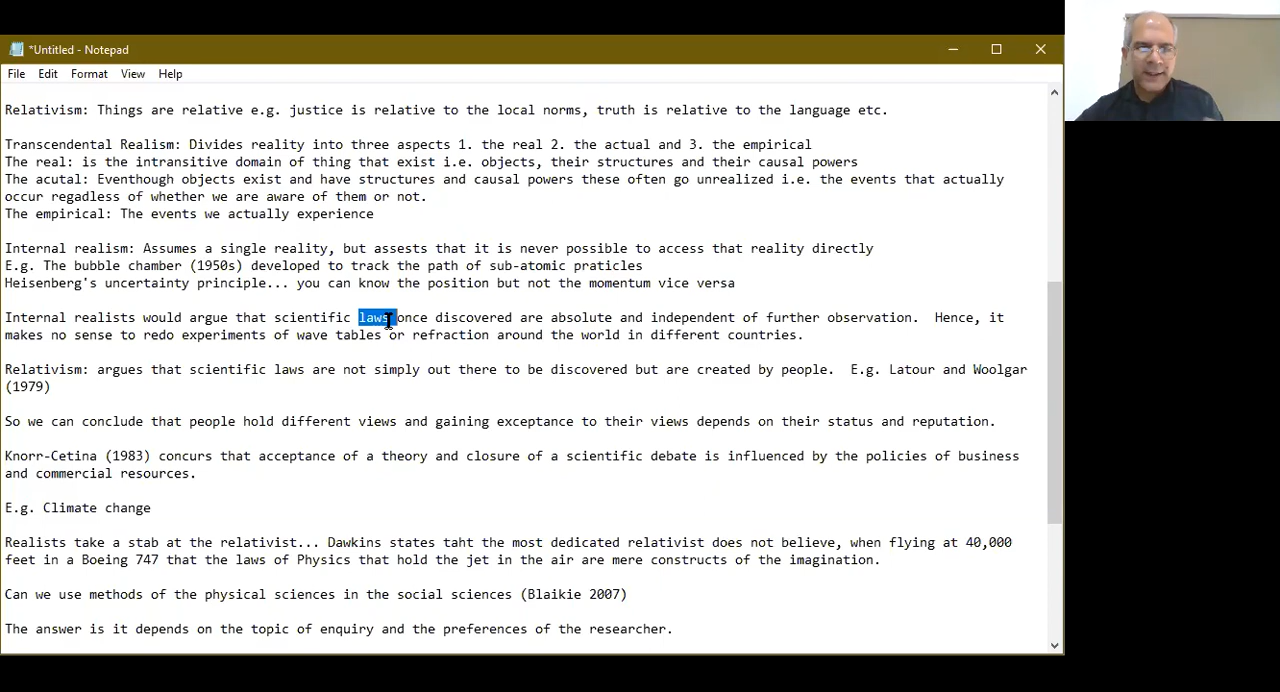 *Untitled - Notepad
File Edit Format View Help
Relativism: Things are relative e.g. justice is relative to the local norms, truth is relative to the language etc.
Transcendental Realism: Divides reality into three aspects 1. the real 2. the actual and 3. the empirical
The real: is the intransitive domain of thing that exist i.e. objects, their structures and their causal powers
The acutal: Eventhough objects exist and have structures and causal powers these often go unrealized i.e. the events that actually
occur regadless of whether we are aware of them or not.
The empirical: The events we actually experience
Internal realism: Assumes a single reality, but assests that it is never possible to access that reality directly
E.g. The bubble chamber (1950s) developed to track the path of sub-atomic praticles
Heisenberg's uncertainty principle... you can know the position but not the momentum vice versa
Internal realists would argue that scientific laws once discovered are absolute and independent of further observation.  Hence, it
makes no sense to redo experiments of wave tables or refraction around the world in different countries.
Relativism: argues that scientific laws are not simply out there to be discovered but are created by people.  E.g. Latour and Woolgar
(1979)
So we can conclude that people hold different views and gaining exceptance to their views depends on their status and reputation.
Knorr-Cetina (1983) concurs that acceptance of a theory and closure of a scientific debate is influenced by the policies of business
and commercial resources.
E.g. Climate change
Realists take a stab at the relativist... Dawkins states taht the most dedicated relativist does not believe, when flying at 40,000
feet in a Boeing 747 that the laws of Physics that hold the jet in the air are mere constructs of the imagination.
Can we use methods of the physical sciences in the social sciences (Blaikie 2007)
The answer is it depends on the topic of enquiry and the preferences of the researcher.